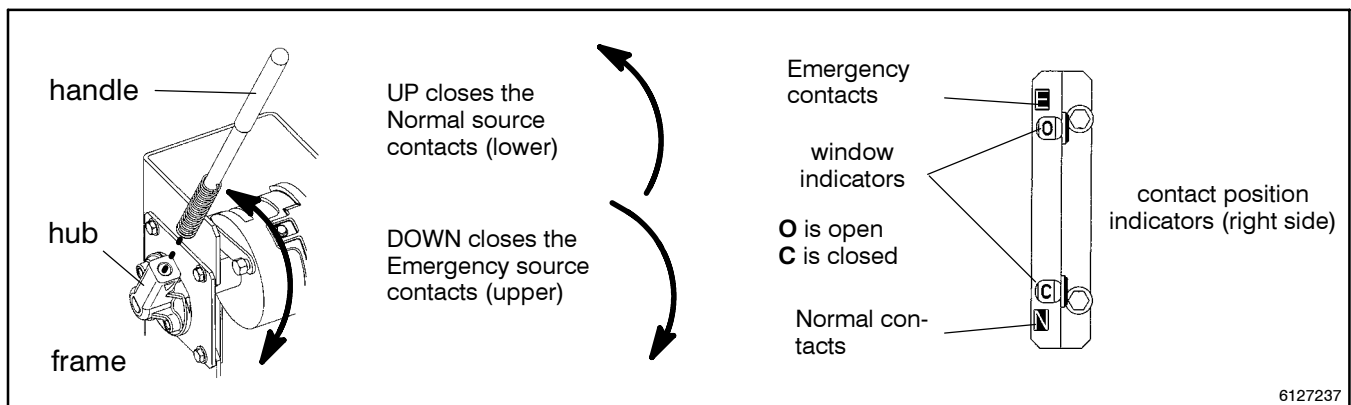 handle
hub
frame
UP closes the
Normal source
contacts (lower)
DOWN closes the
Emergency source
contacts (upper)
Emergency
contacts
E
O
window
indicators
O is open
C is closed
C
N
Normal con-
tacts
contact position
indicators (right side)
6127237